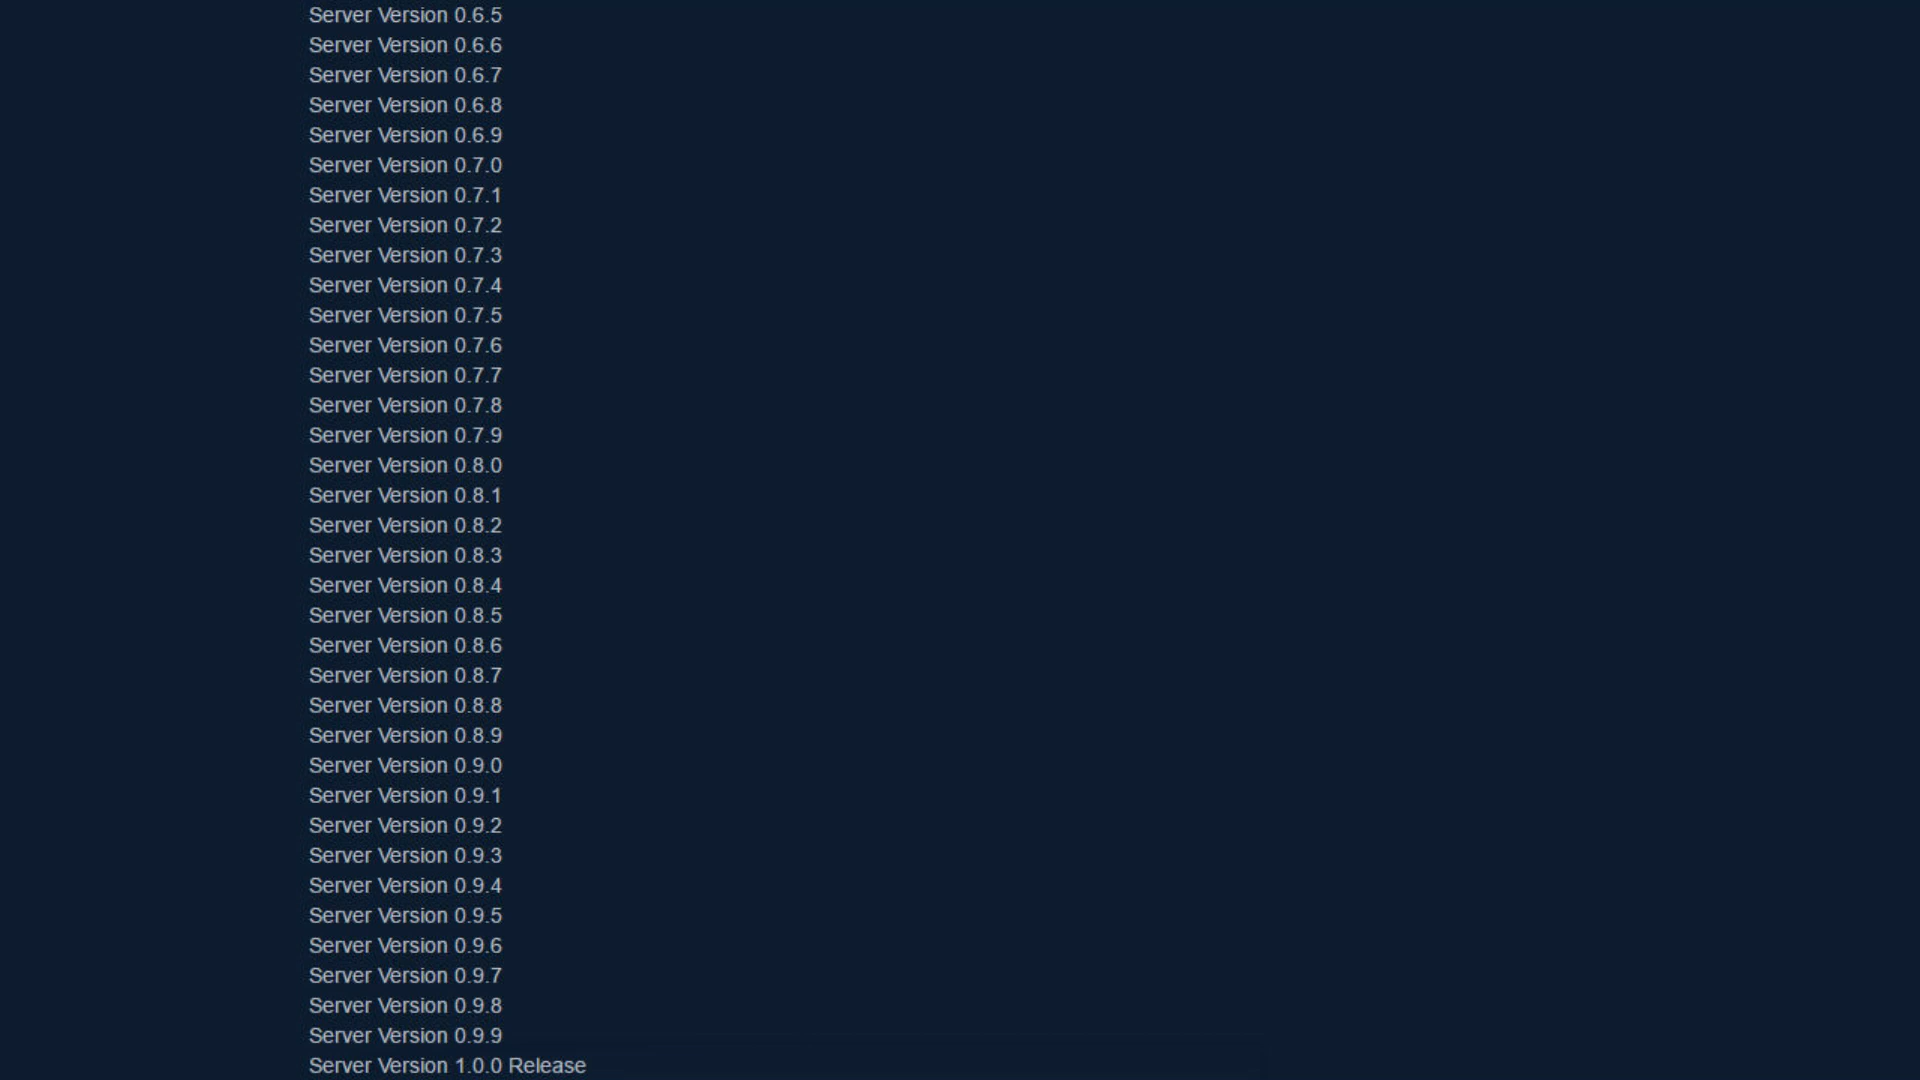 Server Version 0.6.5
Server Version 0.6.6
Server Version 0.6.7
Server Version 0.6.8
Server Version 0.6.9
Server Version 0.7.0
Server Version 0.7.1
Server Version 0.7.2
Server Version 0.7.3
Server Version 0.7.4
Server Version 0.7.5
Server Version 0.7.6
Server Version 0.7.7
Server Version 0.7.8
Server Version 0.7.9
Server Version 0.8.0
Server Version 0.8.1
Server Version 0.8.2
Server Version 0.8.3
Server Version 0.8.4
Server Version 0.8.5
Server Version 0.8.6
Server Version 0.8.7
Server Version 0.8.8
Server Version 0.8.9
Server Version 0.9.0
Server Version 0.9.1
Server Version 0.9.2
Server Version 0.9.3
Server Version 0.9.4
Server Version 0.9.5
Server Version 0.9.6
Server Version 0.9.7
Server Version 0.9.8
Server Version 0.9.9
Server Version 1.0.0 Release